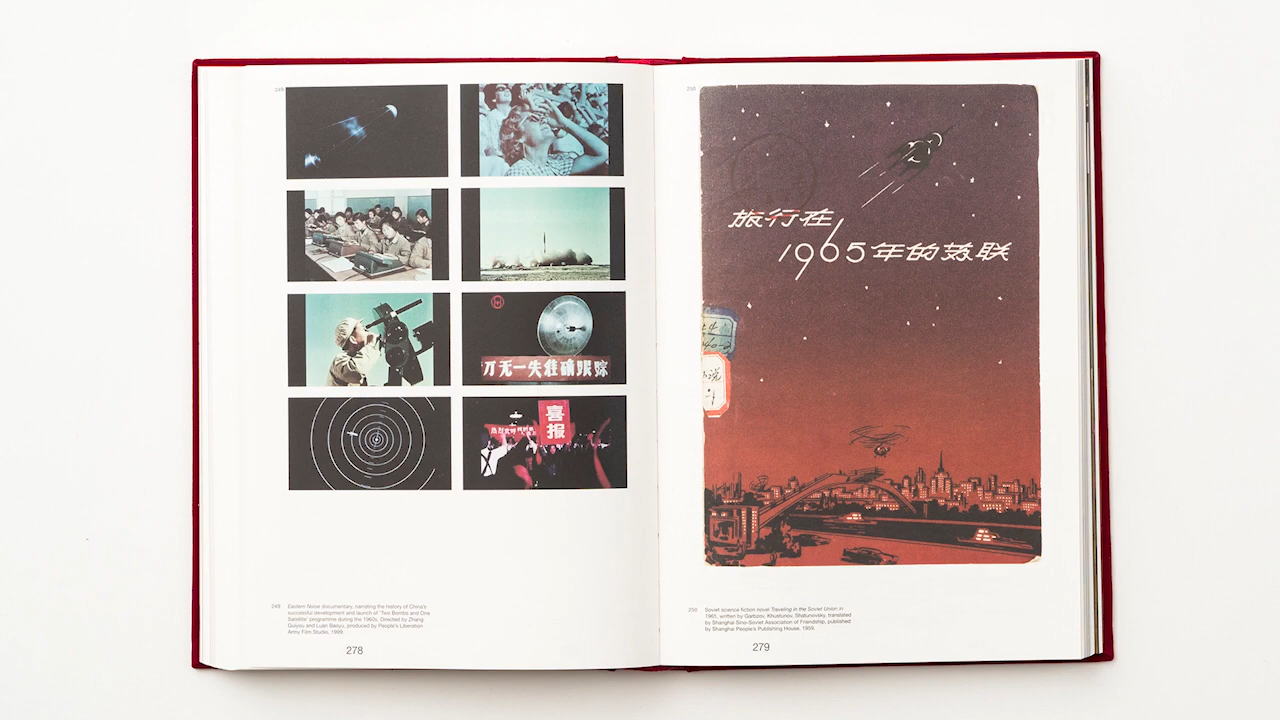 249
万无一失准确跟踪
喜报
249 Eastern Noise documentary, narrating the history of China's
successful development and launch of 'Two Bombs and One
Satellite' programme during the 1960s. Directed by Zhang
Guiyou and Luan Baoyu, produced by People's Liberation
Army Film Studio, 1999.
278
250
旅行在
1965年的苏联
250 Soviet science fiction novel Traveling in the Soviet Union in
1965, written by Garbzov, Khustunov, Shatunovsky, translated
by Shanghai Sino-Soviet Association of Friendship, published
by Shanghai People's Publishing House, 1959.
279